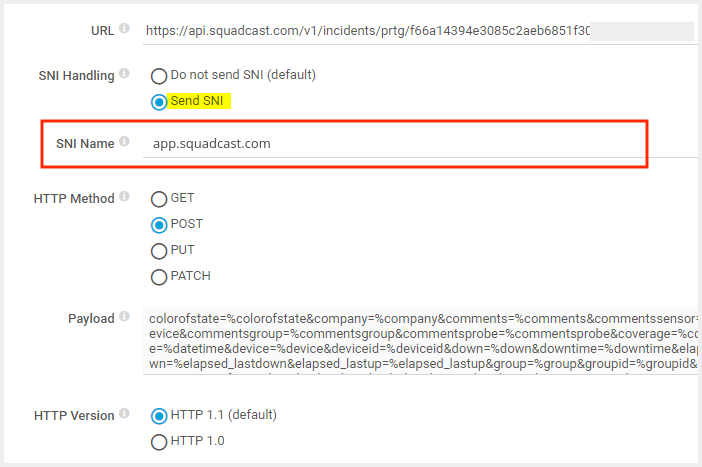 URL https://api.squadcast.com/v1/incidents/prtg/f66a14394e3085c2aeb6851f30
SNI Handling Do not send SNI (default)
Send SNI
SNI Name app.squadcast.com
HTTP Method GET
POST
PUT
PATCH
Payload colorofstate=%colorofstate&company=%company&comments=%comments&commentssensor=
evice&commentsgroup=%commentsgroup&commentsprobe=%commentsprobe&coverage=%co
e=%datetime&device=%device&deviceid=%deviceid&down=%down&downtime=%downtime&elap
wn=%elapsed_lastdown&elapsed_lastup=%elapsed_lastup&group=%group&groupid=%groupid&
HTTP Version HTTP 1.1 (default)
HTTP 1.0